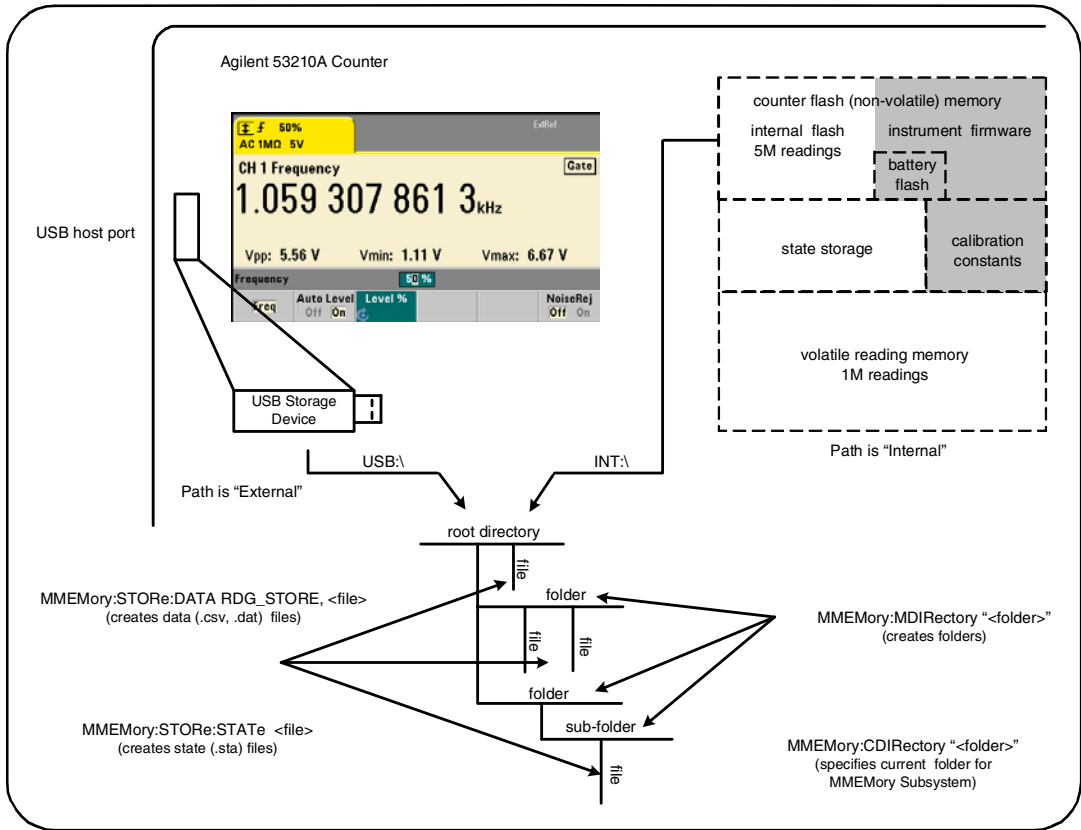 Agilent 53210A Counter
50%
ExtRef
AC 1MΩ 5V
CH 1 Frequency
Gate
1.059 307 861 3kHz
Vpp: 5.56 V Vmin: 1.11 V Vmax: 6.67 V
Frequency
50 %
Freq
Auto Level
Off On
Level %
NoiseRej
Off On
USB host port
USB Storage
Device
counter flash (non-volatile) memory
internal flash
5M readings
instrument firmware
battery
flash
state storage
calibration
constants
volatile reading memory
1M readings
Path is “Internal”
USB:\
INT:\
Path is “External”
root directory
file
folder
file
file
folder
sub-folder
file
MMEMory:STORe:DATA RDG_STORE, <file>
(creates data (.csv, .dat) files)
MMEMory:MDIRectory “<folder>”
(creates folders)
MMEMory:STORe:STATe <file>
(creates state (.sta) files)
MMEMory:CDIRectory “<folder>”
(specifies current folder for
MMEMory Subsystem)